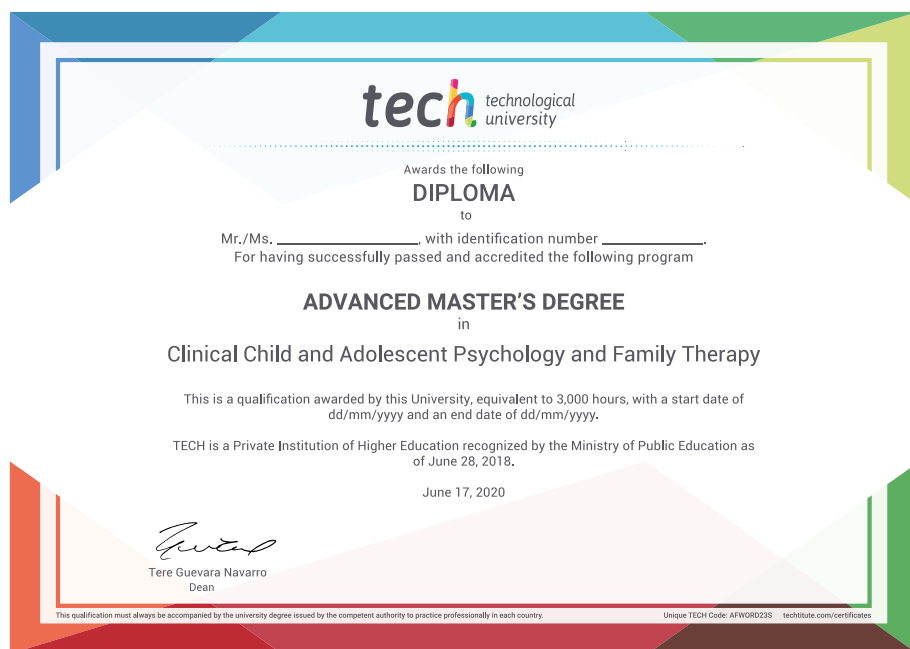 tech technological
university
Awards the following
DIPLOMA
to
Mr./Ms. ________________, with identification number ____________.
For having successfully passed and accredited the following program
ADVANCED MASTER'S DEGREE
in
Clinical Child and Adolescent Psychology and Family Therapy
This is a qualification awarded by this University, equivalent to 3,000 hours, with a start date of
dd/mm/yyyy and an end date of dd/mm/yyyy.
TECH is a Private Institution of Higher Education recognized by the Ministry of Public Education as
of June 28, 2018.
June 17, 2020
Tere Guevara Navarro
Dean
This qualification must always be accompanied by the university degree issued by the competent authority to practice professionally in each country. Unique TECH Code: AFWORD23S techtitute.com/certificates